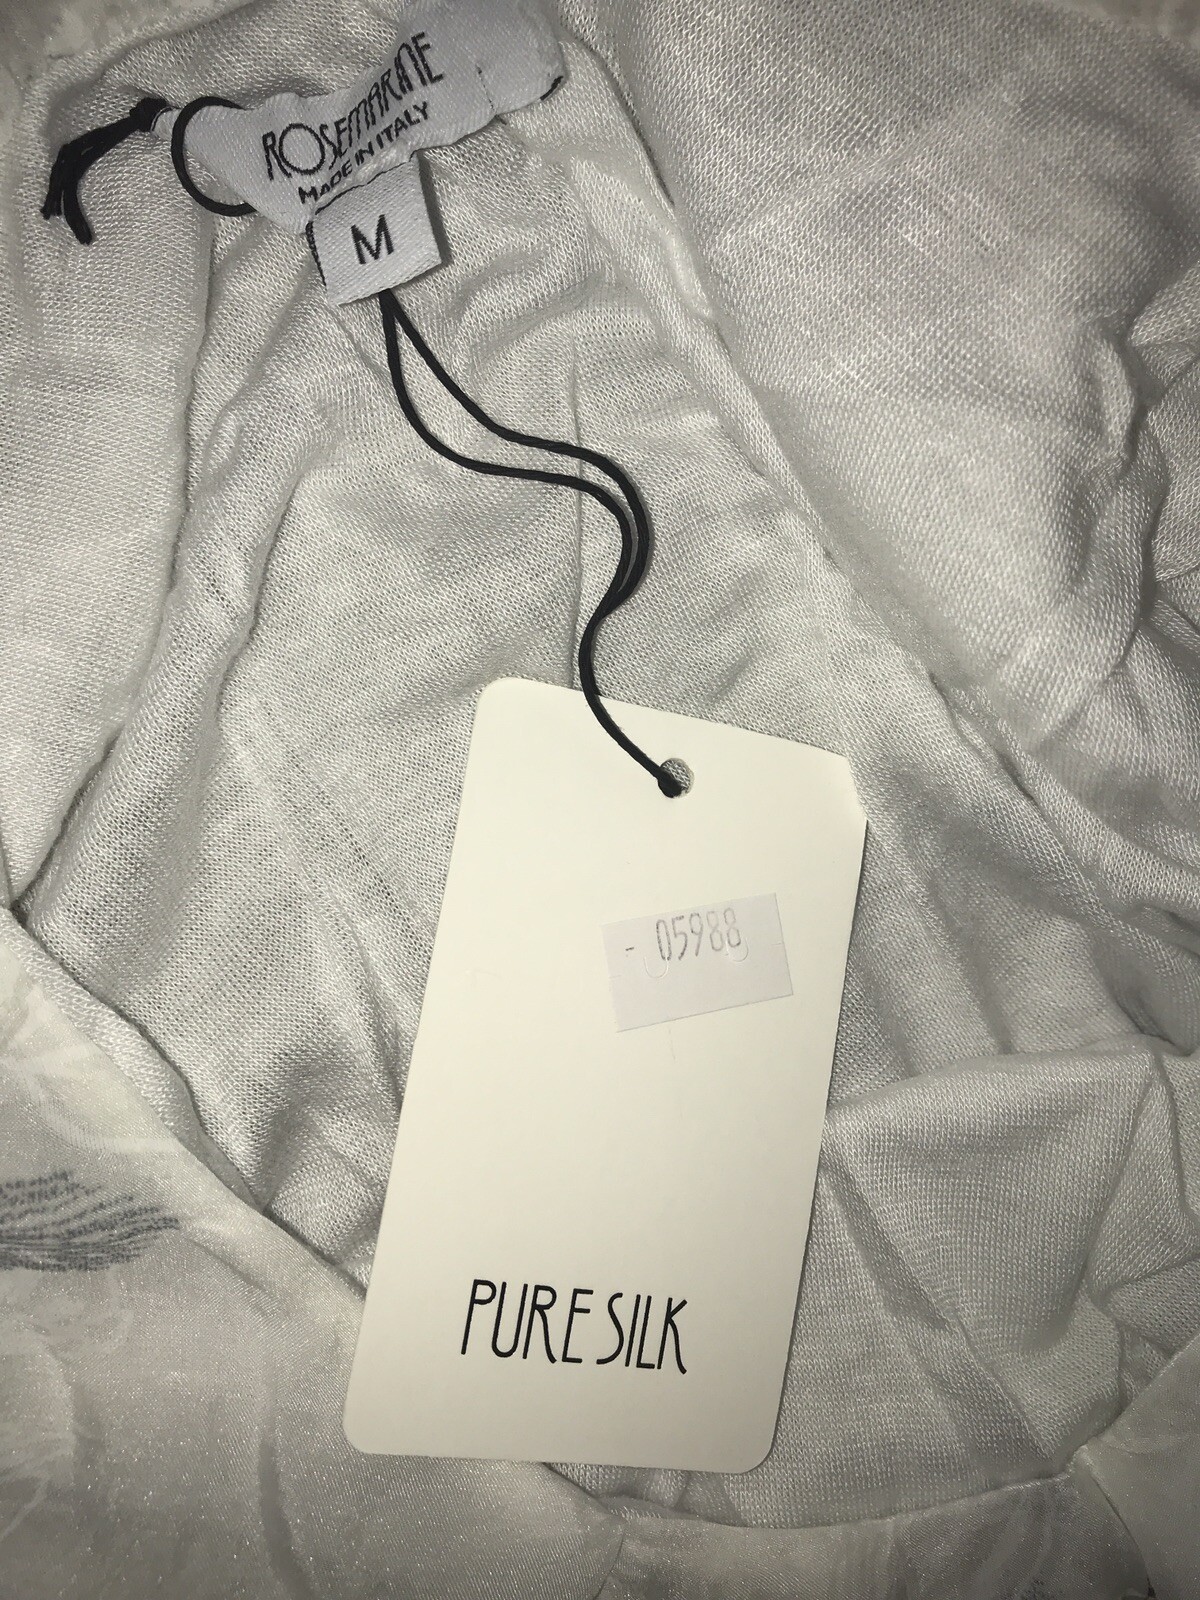 ROSEMARINE
MADE IN ITALY
M
- 05988
PURE SILK